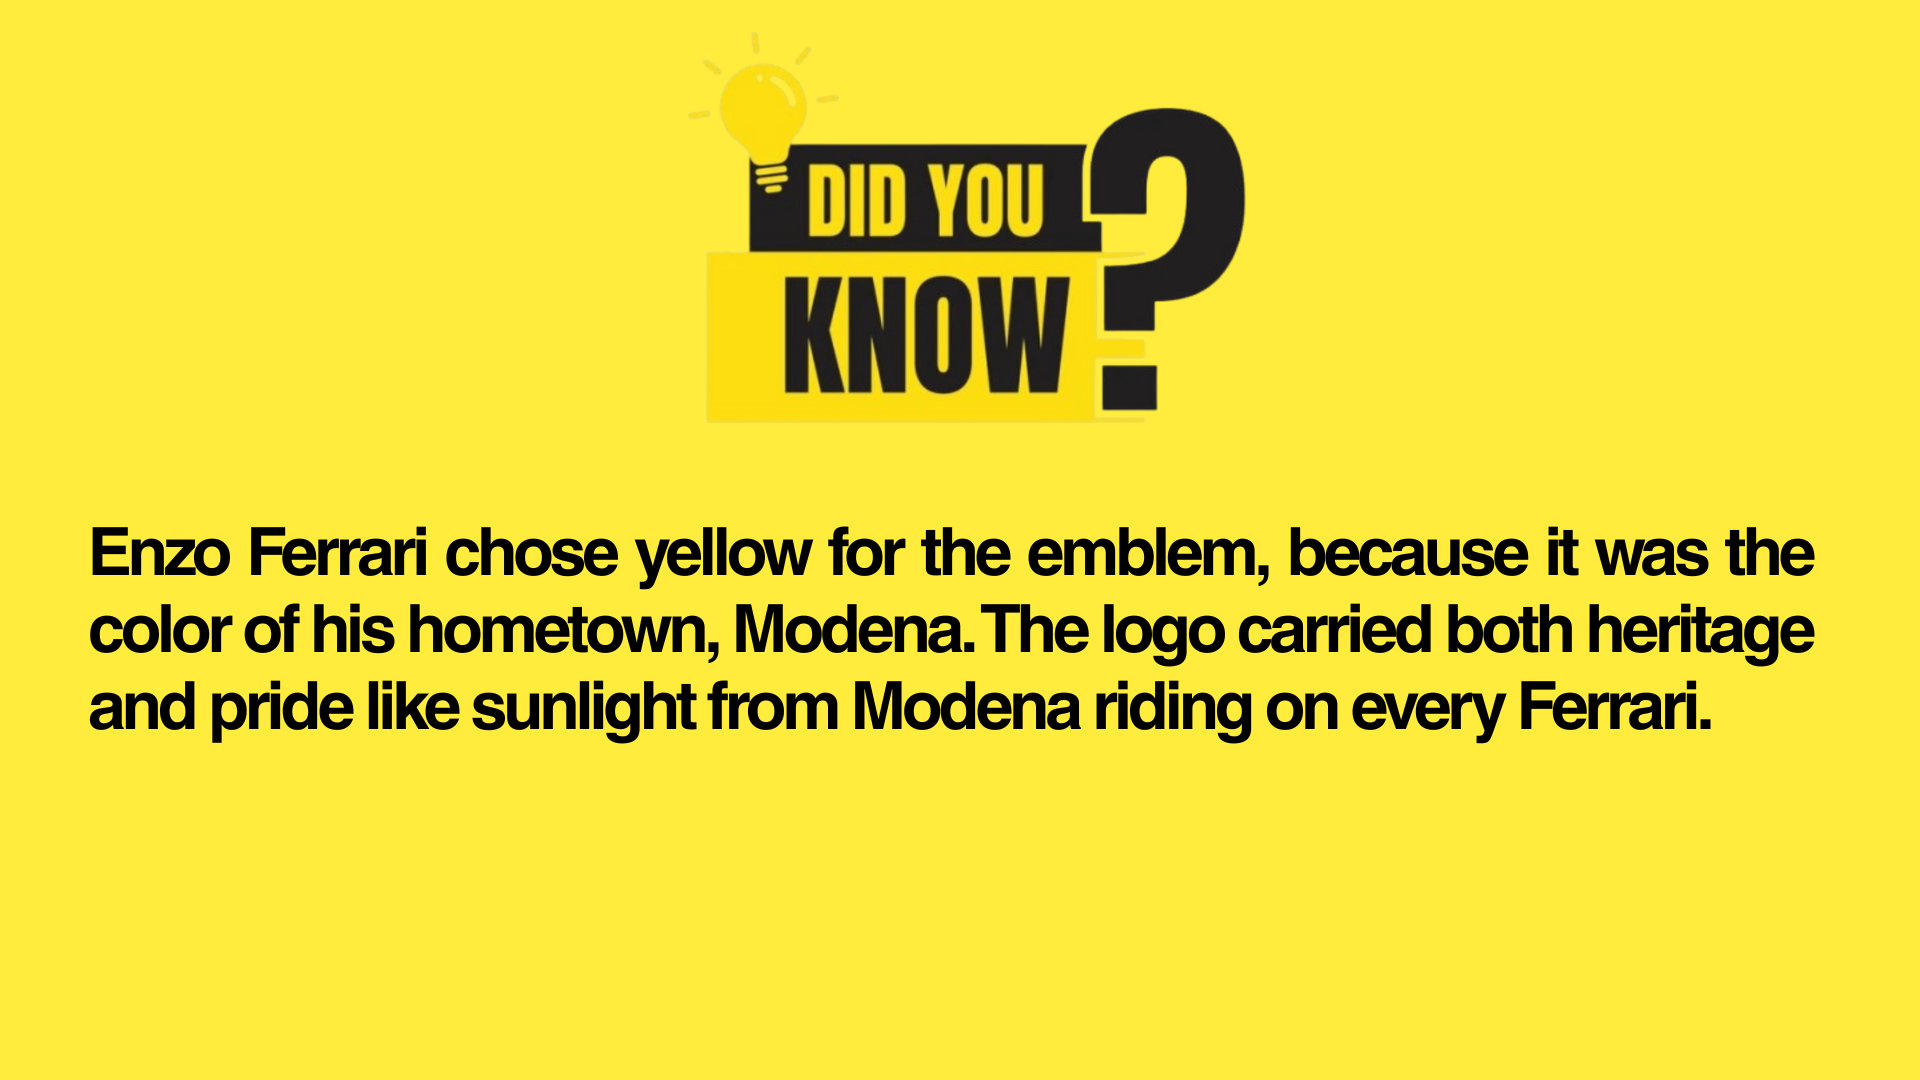 DID YOU
KNOW?
Enzo Ferrari chose yellow for the emblem, because it was the
color of his hometown, Modena. The logo carried both heritage
and pride like sunlight from Modena riding on every Ferrari.